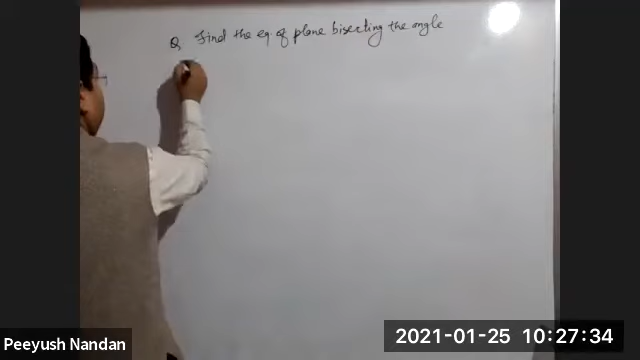 Q Find the eq of plane bisecting the angle
Peeyush Nandan
2021-01-25 10:27:34